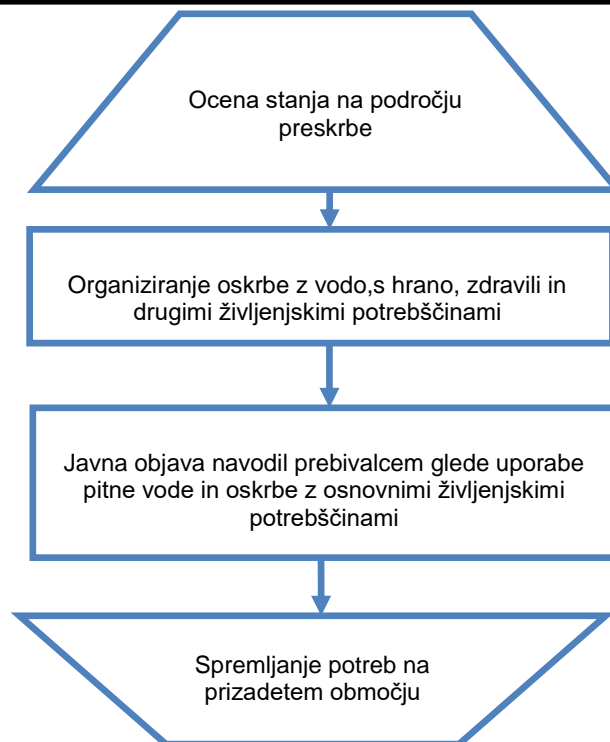 Ocena stanja na področju
preskrbe
Organiziranje oskrbe z vodo,s hrano, zdravili in
drugimi življenjskimi potrebščinami
Javna objava navodil prebivalcem glede uporabe
pitne vode in oskrbe z osnovnimi življenjskimi
potrebščinami
Spremljanje potreb na
prizadetem območju